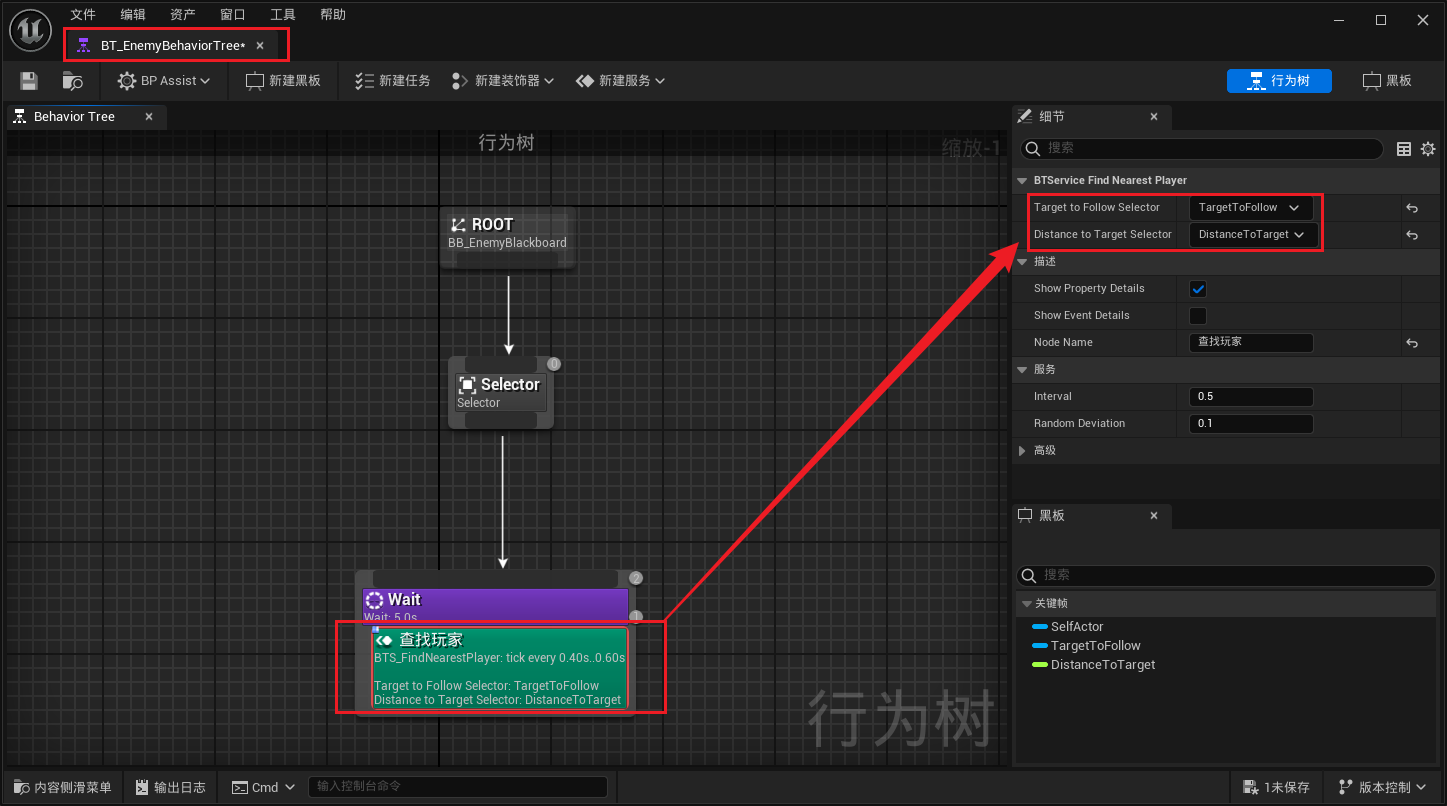 文件 编辑 资产 窗口 工具 帮助
BT_EnemyBehaviorTree*
BP Assist 新建黑板 新建任务 新建装饰器 新建服务 行为树 黑板
Behavior Tree
行为树
缩放-1
ROOT
BB_EnemyBlackboard
0
Selector
Selector
2
Wait
Wait: 5.0s
1
查找玩家
BTS_FindNearestPlayer: tick every 0.40s..0.60s
Target to Follow Selector: TargetToFollow
Distance to Target Selector: DistanceToTarget
行为树
细节
搜索
BTService Find Nearest Player
Target to Follow Selector TargetToFollow
Distance to Target Selector DistanceToTarget
描述
Show Property Details
Show Event Details
Node Name 查找玩家
服务
Interval 0.5
Random Deviation 0.1
高级
黑板
搜索
关键帧
SelfActor
TargetToFollow
DistanceToTarget
内容侧滑菜单 输出日志 Cmd 输入控制台命令 1未保存 版本控制